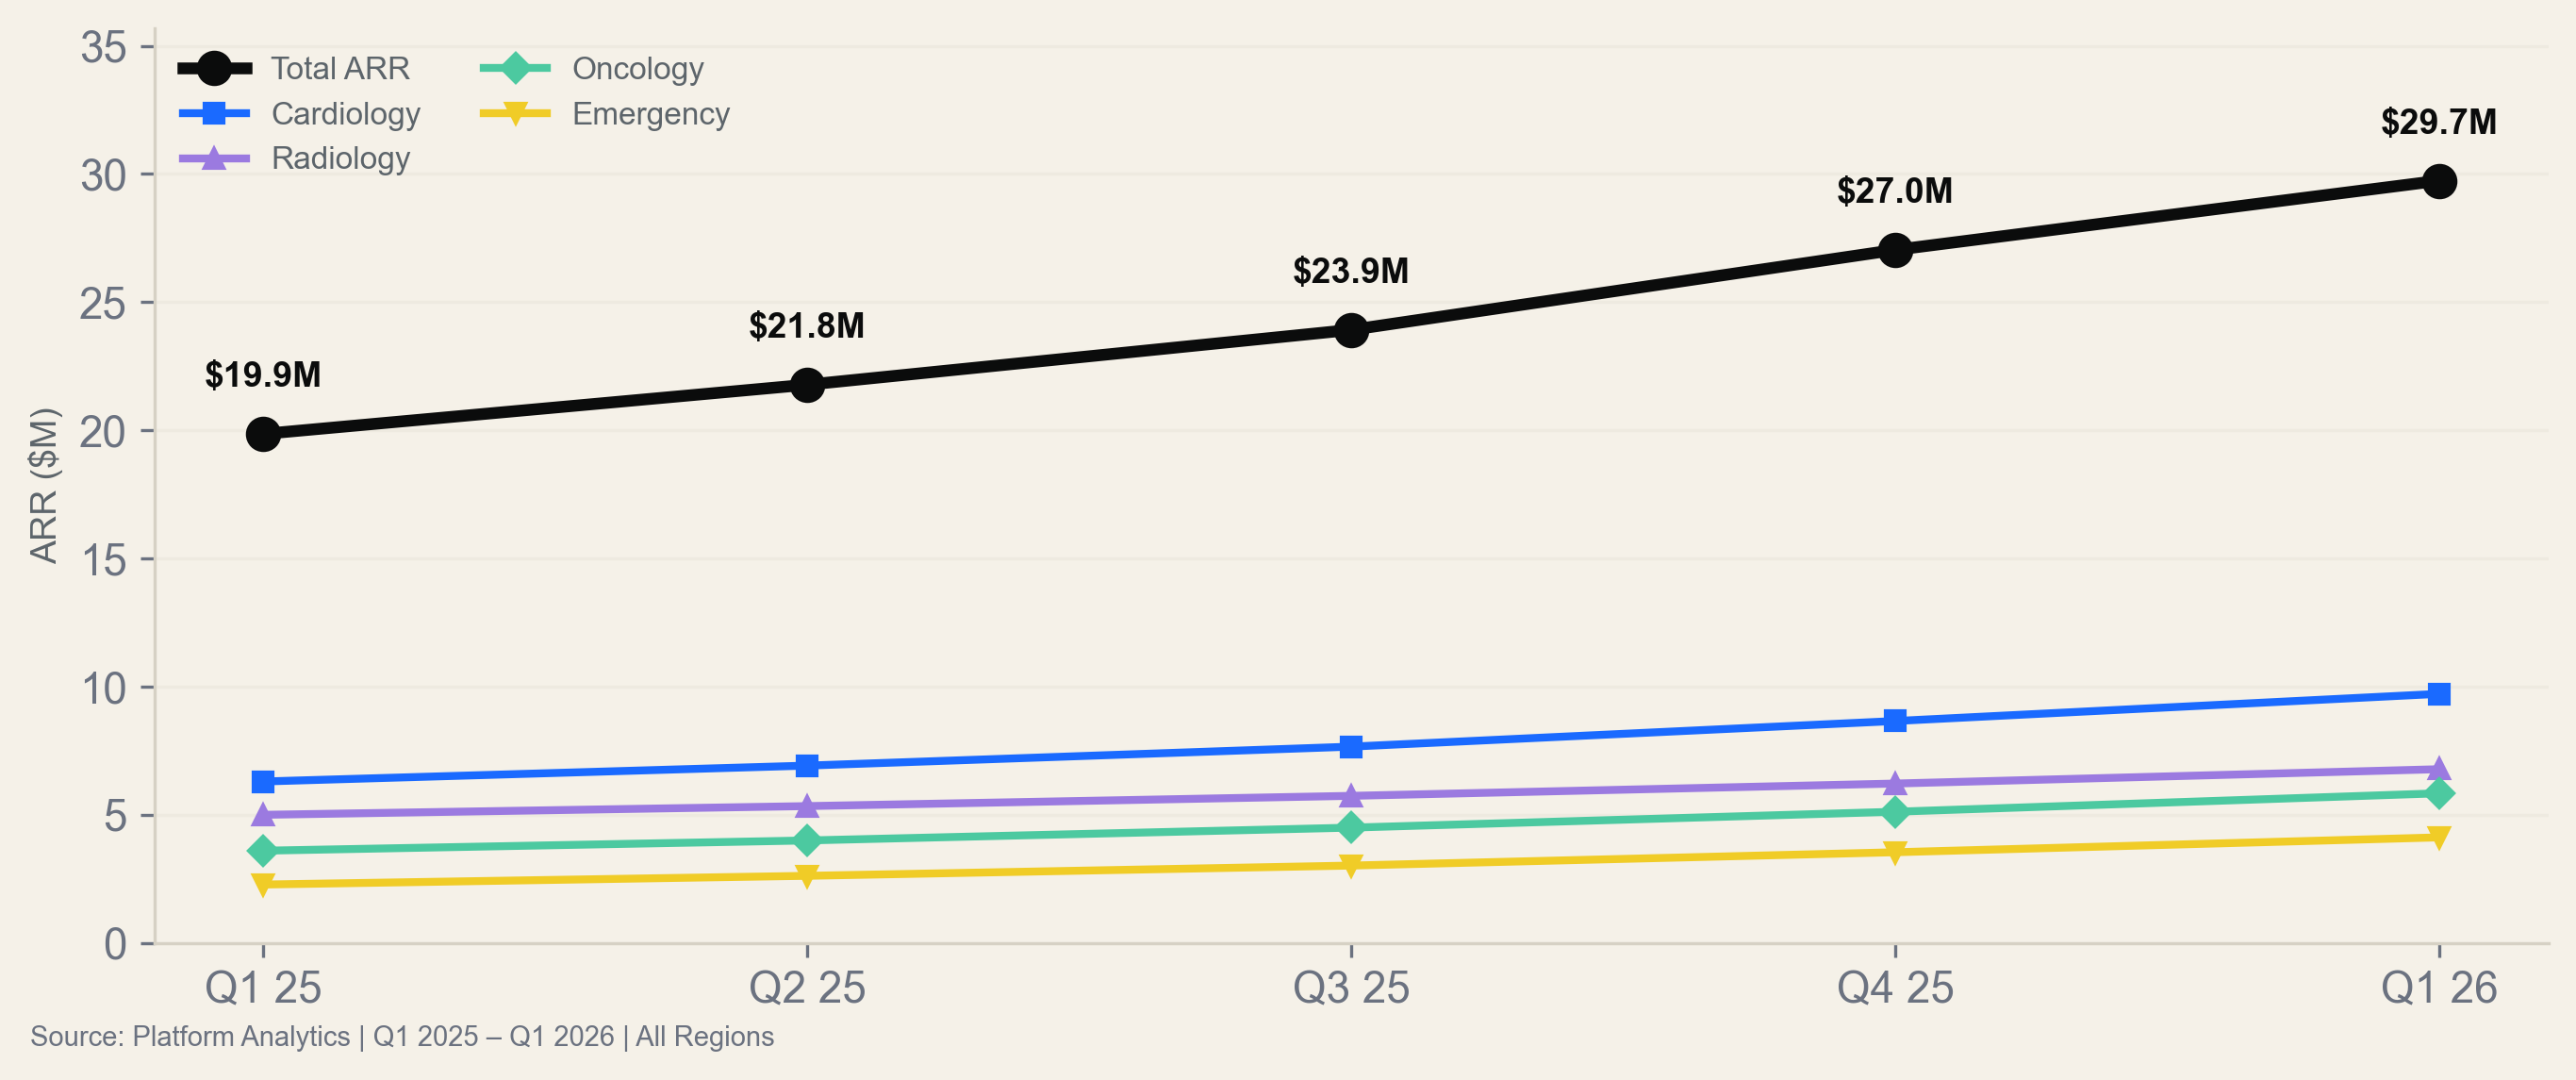 35
30
25
20
15
10
5
0
ARR ($M)
Total ARR
Cardiology
Radiology
Oncology
Emergency
$19.9M
$21.8M
$23.9M
$27.0M
$29.7M
Q1 25
Q2 25
Q3 25
Q4 25
Q1 26
Source: Platform Analytics | Q1 2025 – Q1 2026 | All Regions